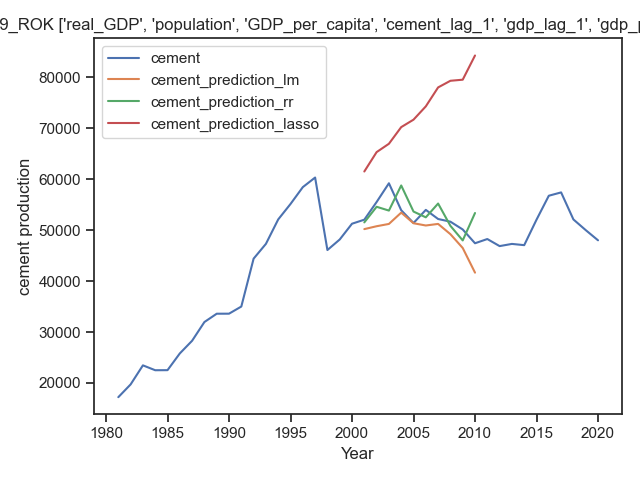 9_ROK ['real_GDP', 'population', 'GDP_per_capita', 'cement_lag_1', 'gdp_lag_1', 'gdp_p
cement
cement_prediction_lm
cement_prediction_rr
cement_prediction_lasso
cement production
80000
70000
60000
50000
40000
30000
20000
1980 1985 1990 1995 2000 2005 2010 2015 2020
Year